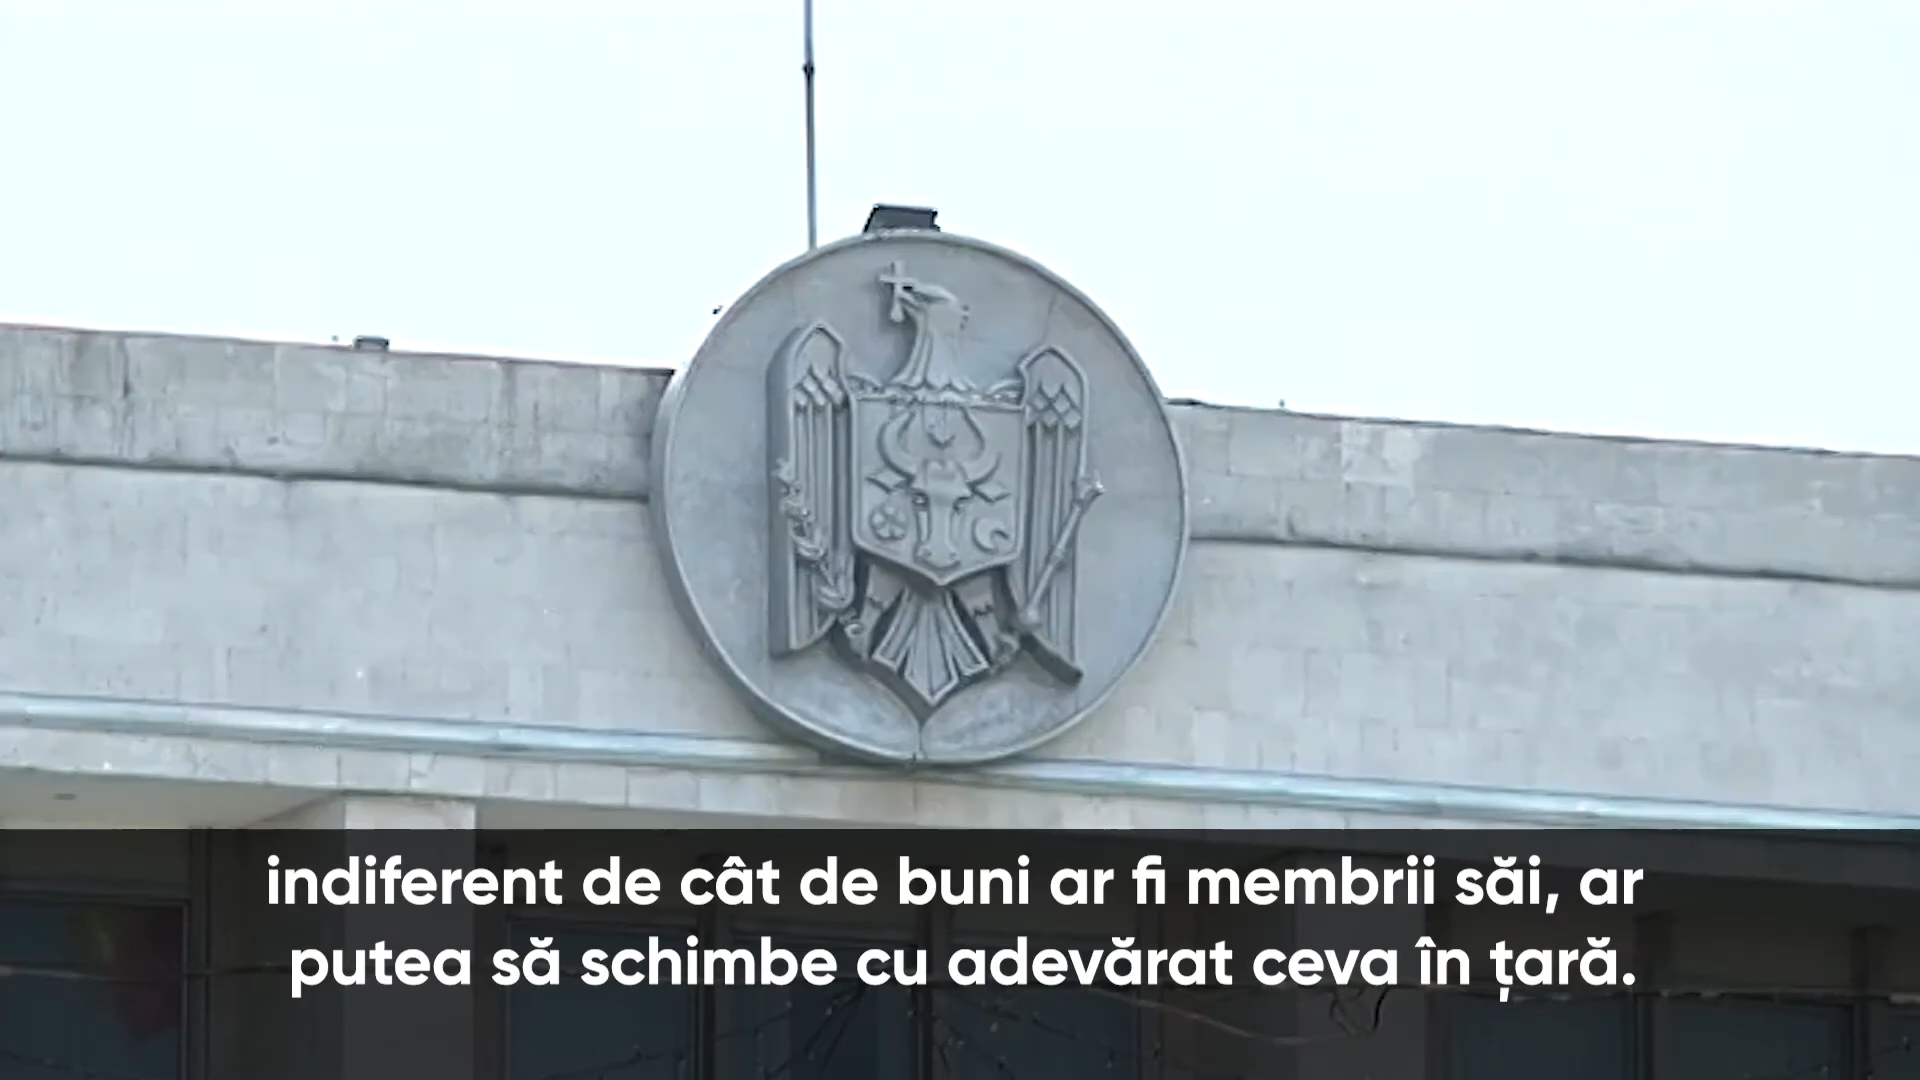 indiferent de cât de buni ar fi membrii săi, ar
putea să schimbe cu adevărat ceva în țară.